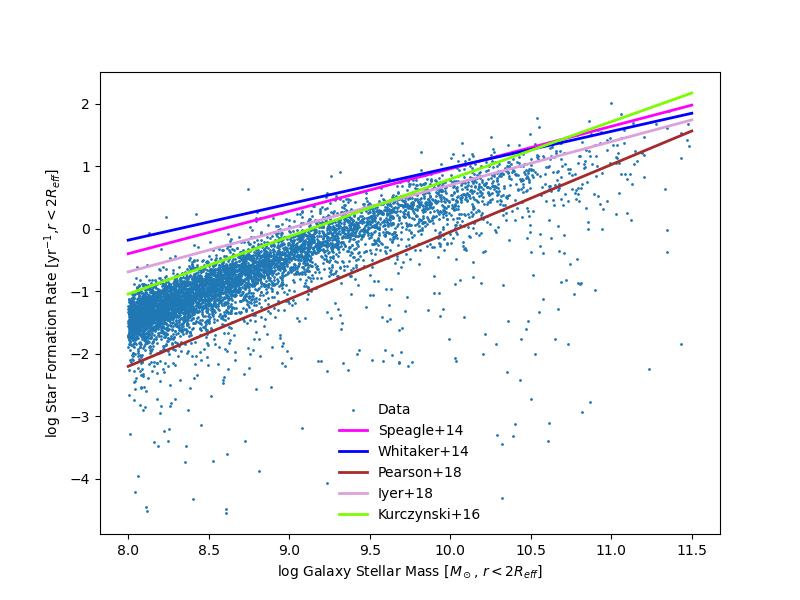 log Star Formation Rate [yr⁻¹, r < 2R_eff]
2
1
0
−1
−2
−3
−4
Data
Speagle+14
Whitaker+14
Pearson+18
Iyer+18
Kurczynski+16
8.0 8.5 9.0 9.5 10.0 10.5 11.0 11.5
log Galaxy Stellar Mass [M_⊙, r < 2R_eff]